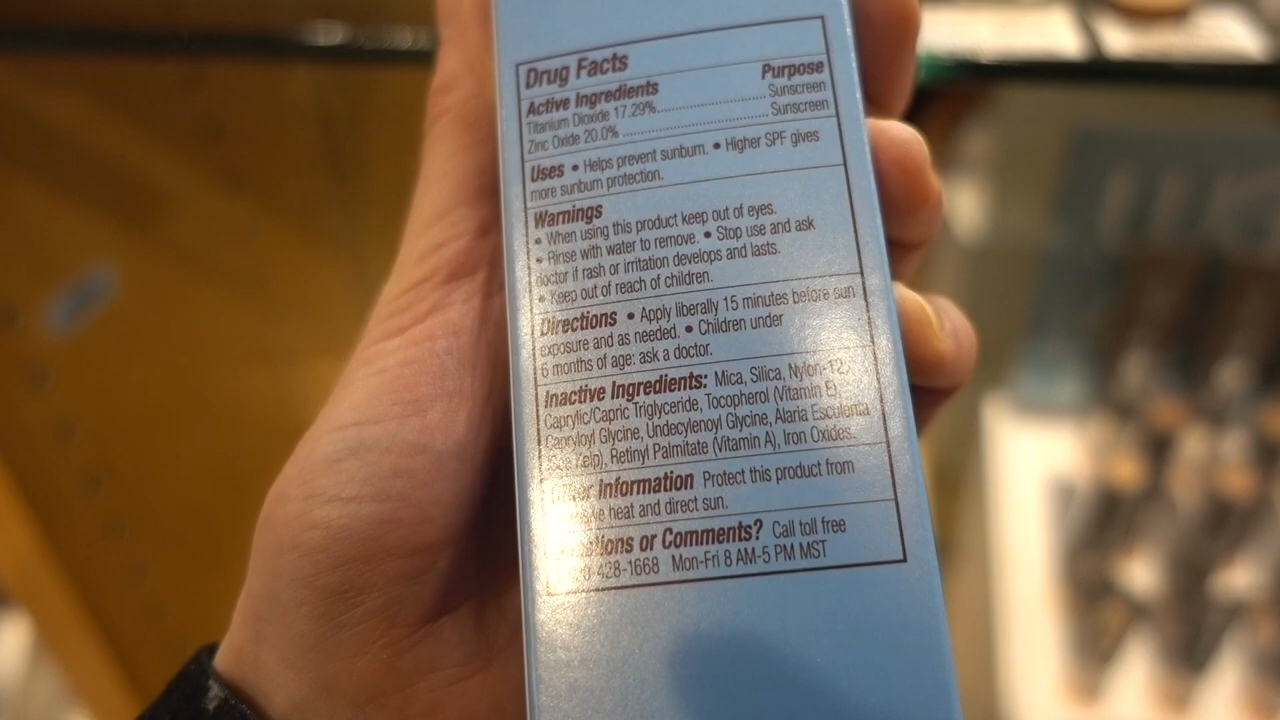 Drug Facts
Active Ingredients Purpose
Titanium Dioxide 17.29%........................ Sunscreen
Zinc Oxide 20.0% ................................ Sunscreen
Uses • Helps prevent sunburn. • Higher SPF gives
more sunburn protection.
Warnings
• When using this product keep out of eyes.
• Rinse with water to remove. • Stop use and ask
doctor if rash or irritation develops and lasts.
• Keep out of reach of children.
Directions • Apply liberally 15 minutes before sun
exposure and as needed. • Children under
6 months of age: ask a doctor.
Inactive Ingredients: Mica, Silica, Nylon-12,
Caprylic/Capric Triglyceride, Tocopherol (Vitamin E),
Capryloyl Glycine, Undecylenoyl Glycine, Alaria Esculenta
Kelp), Retinyl Palmitate (Vitamin A), Iron Oxides.
Information Protect this product from
heat and direct sun.
or Comments? Call toll free
-428-1668 Mon-Fri 8 AM-5 PM MST